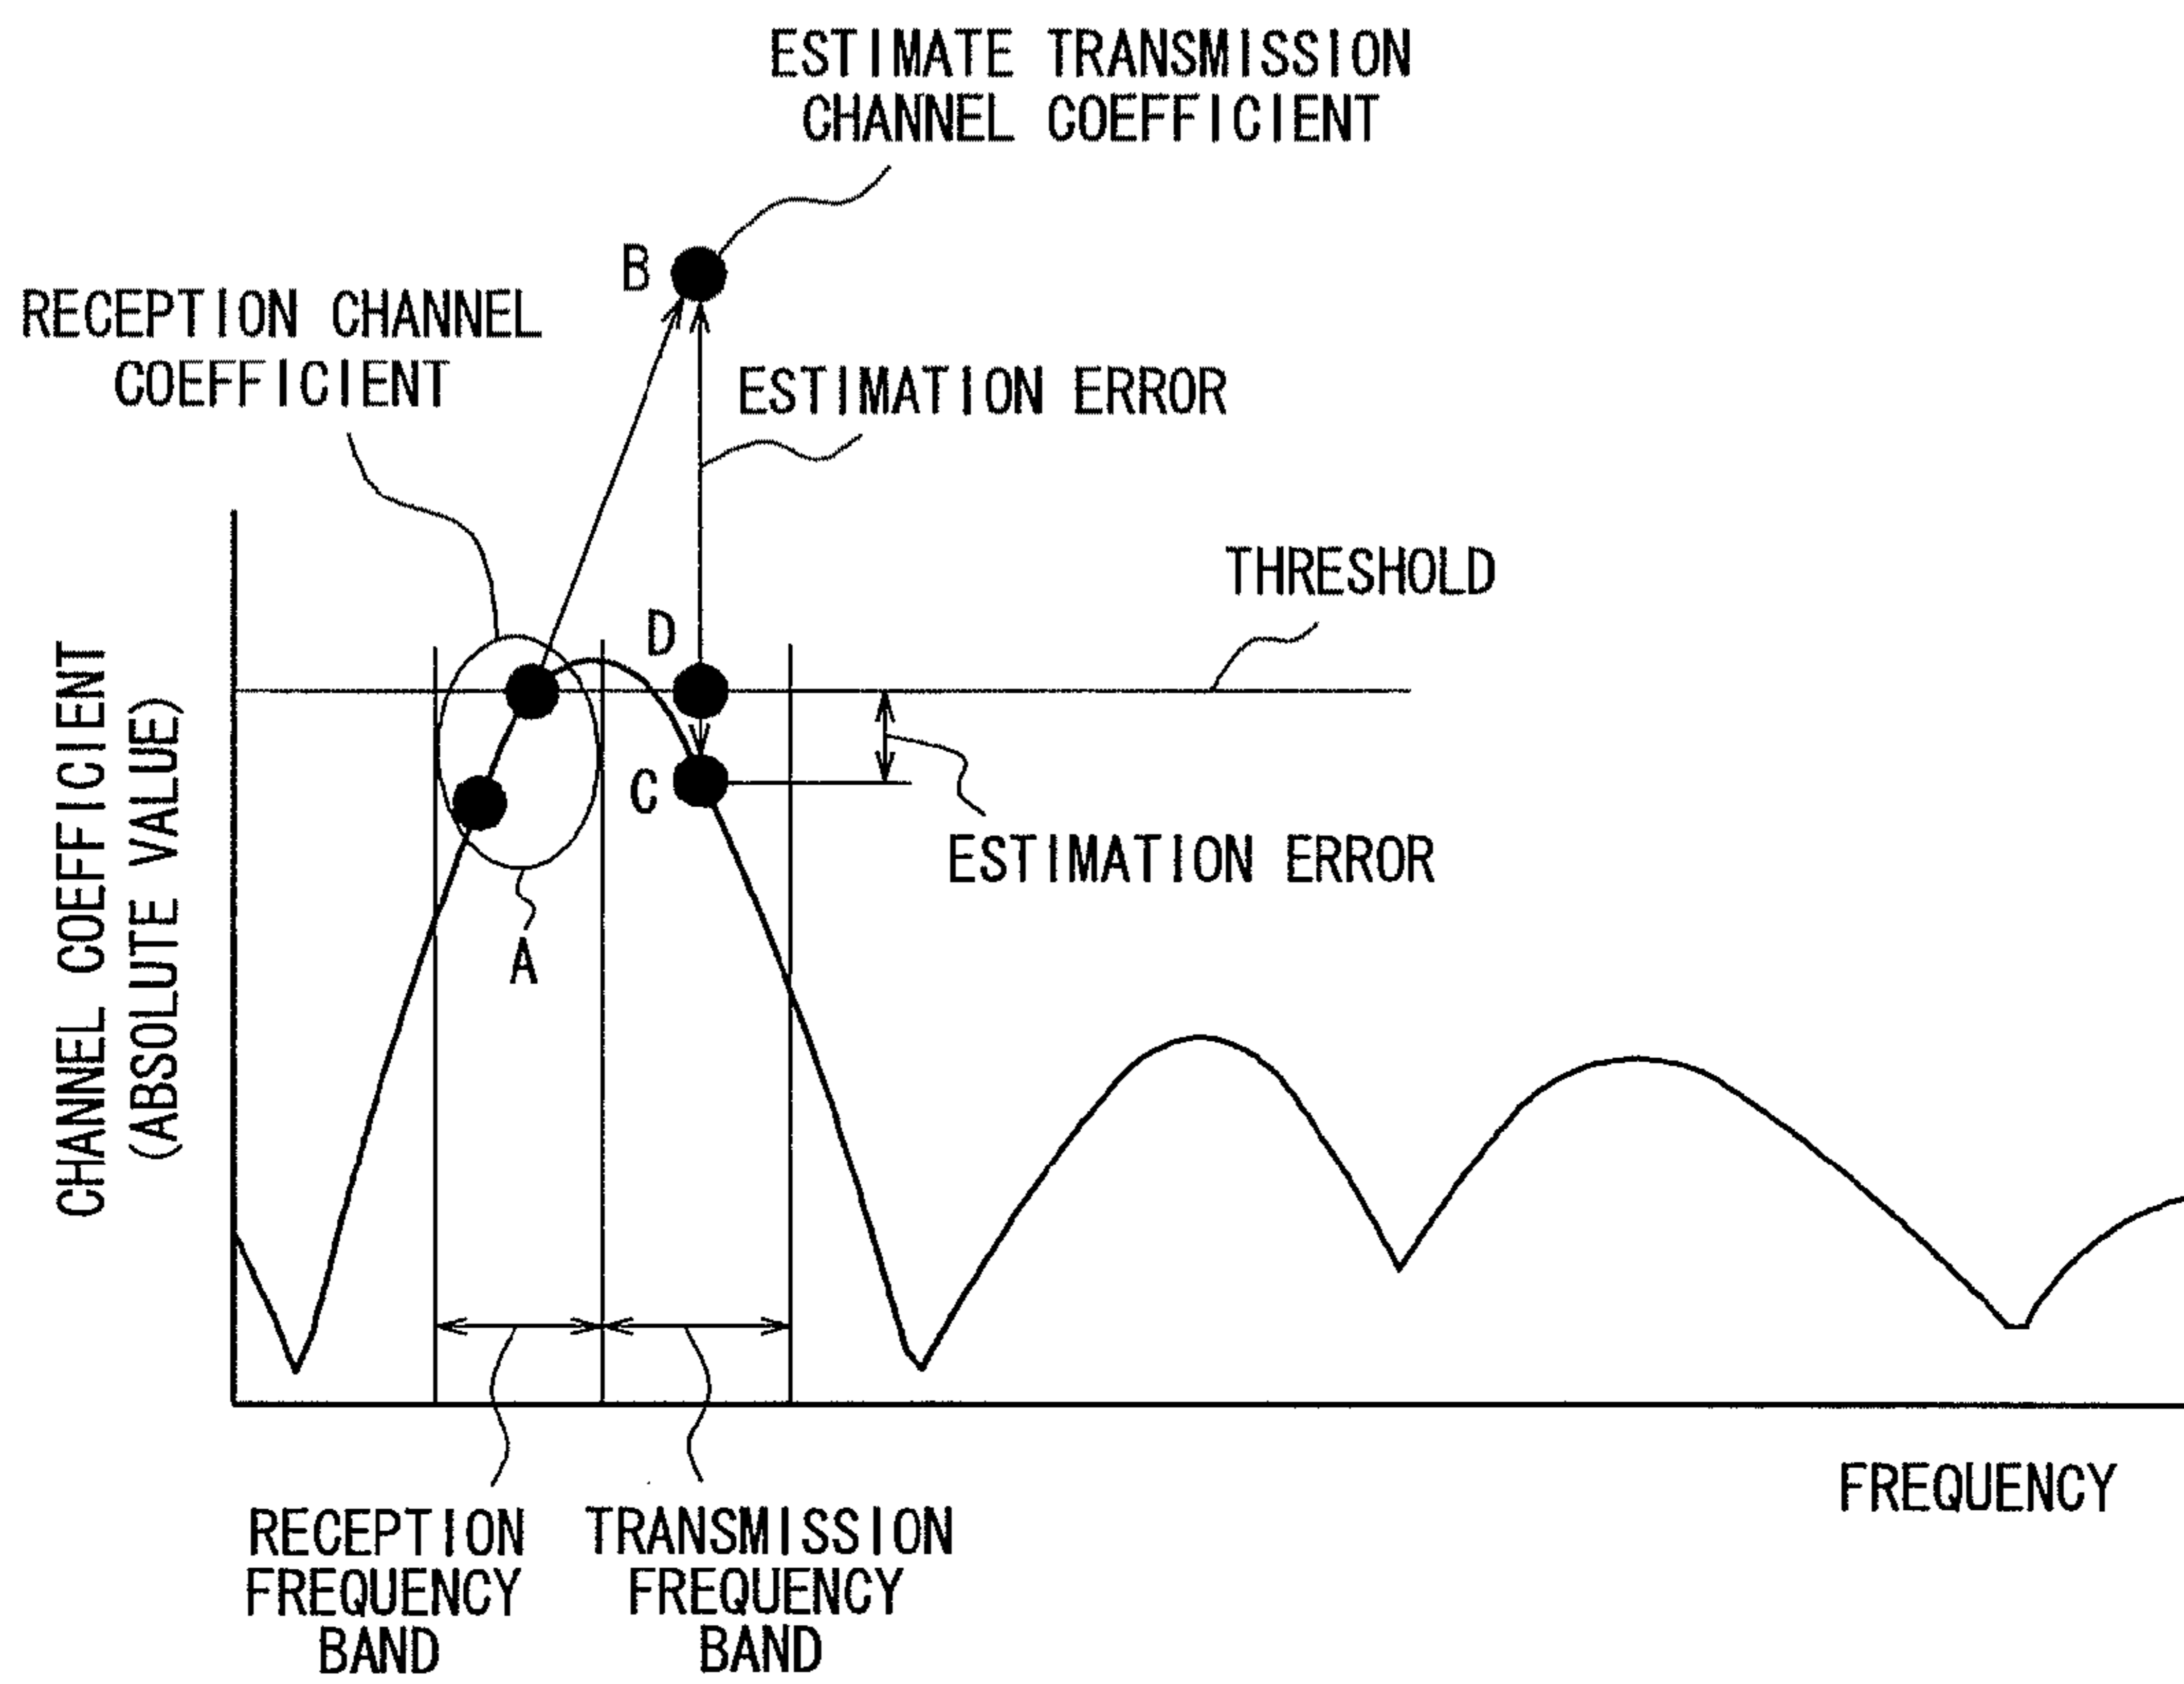 ESTIMATE TRANSMISSION
CHANNEL COEFFICIENT
B
RECEPTION CHANNEL
COEFFICIENT
ESTIMATION ERROR
THRESHOLD
D
C
ESTIMATION ERROR
A
CHANNEL COEFFICIENT
(ABSOLUTE VALUE)
FREQUENCY
RECEPTION
FREQUENCY
BAND
TRANSMISSION
FREQUENCY
BAND